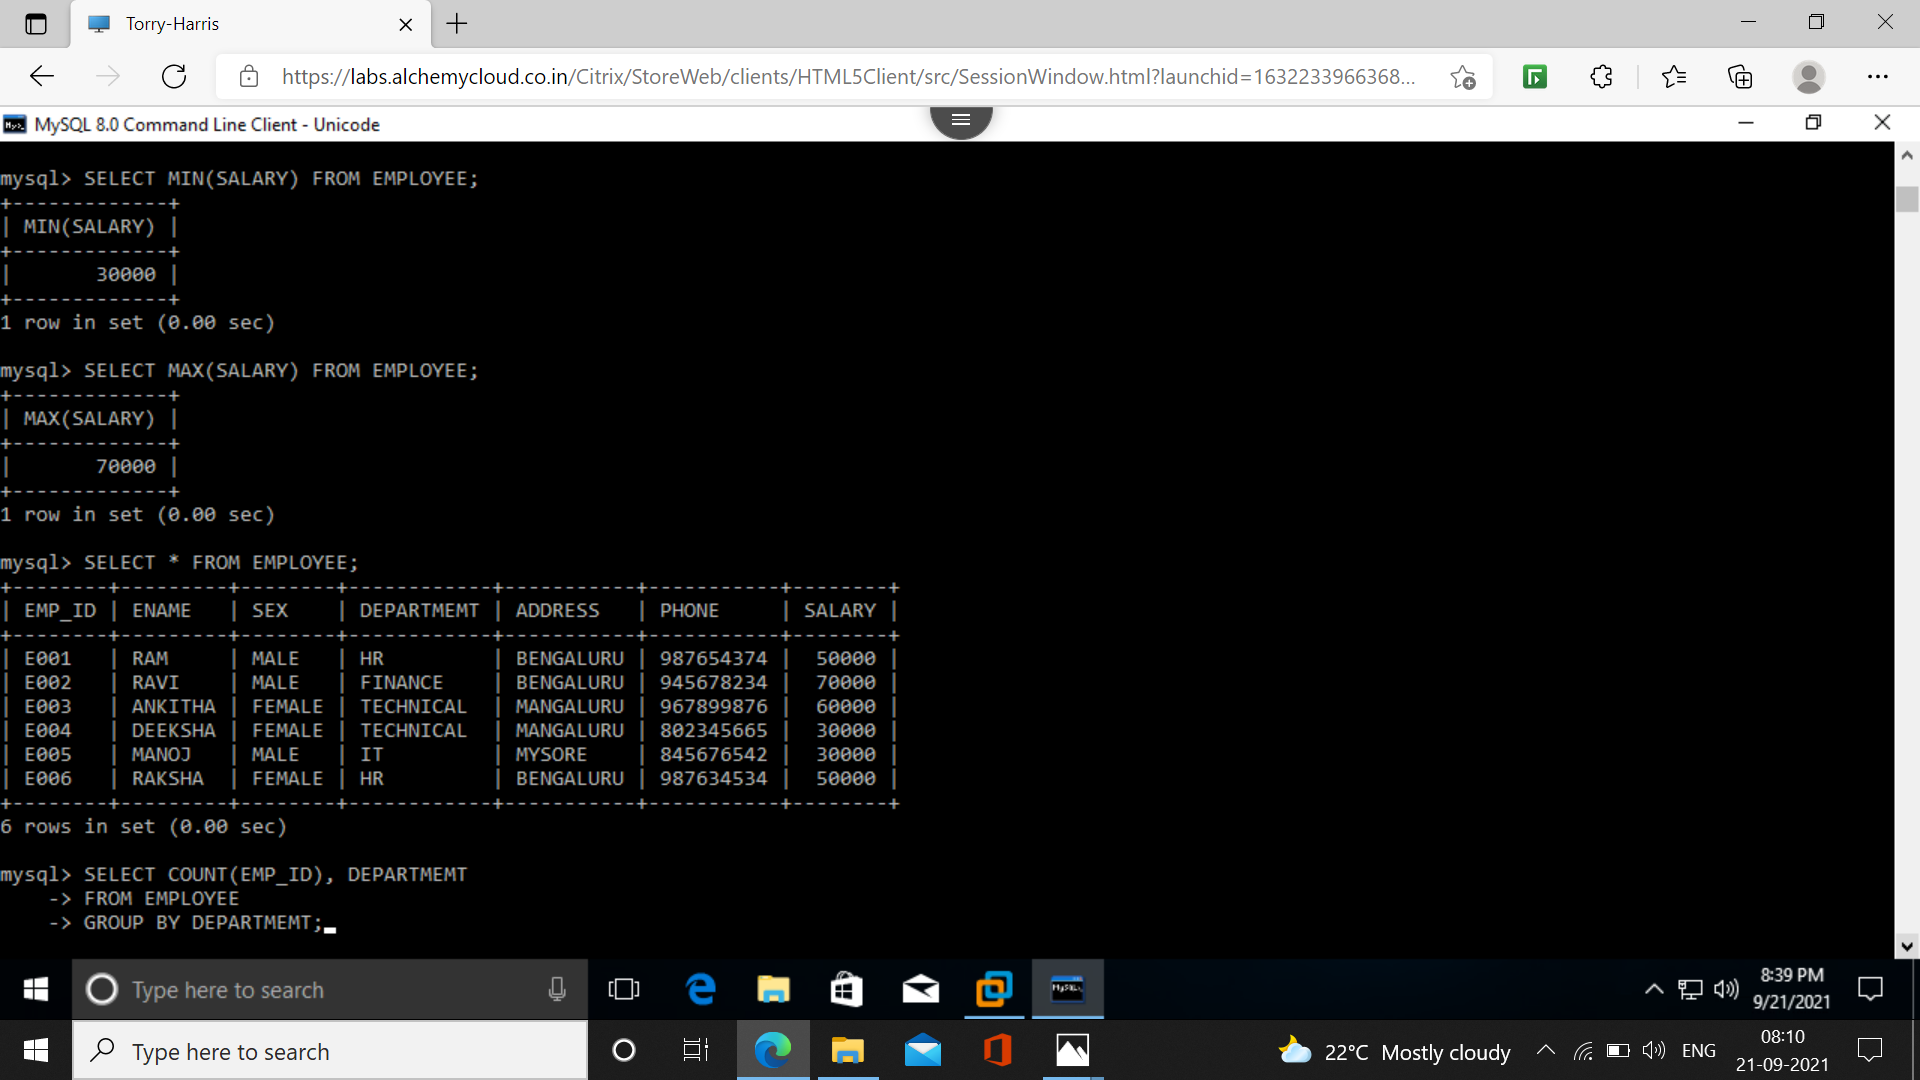 Torry-Harris
https://labs.alchemycloud.co.in/Citrix/StoreWeb/clients/HTML5Client/src/SessionWindow.html?launchid=1632233966368...
MySQL 8.0 Command Line Client - Unicode
mysql> SELECT MIN(SALARY) FROM EMPLOYEE;
+-------------+
| MIN(SALARY) |
+-------------+
|       30000 |
+-------------+
1 row in set (0.00 sec)
mysql> SELECT MAX(SALARY) FROM EMPLOYEE;
+-------------+
| MAX(SALARY) |
+-------------+
|       70000 |
+-------------+
1 row in set (0.00 sec)
mysql> SELECT * FROM EMPLOYEE;
+--------+---------+--------+------------+-----------+-----------+--------+
| EMP_ID | ENAME   | SEX    | DEPARTMEMT | ADDRESS   | PHONE     | SALARY |
+--------+---------+--------+------------+-----------+-----------+--------+
| E001   | RAM     | MALE   | HR         | BENGALURU | 987654374 |  50000 |
| E002   | RAVI    | MALE   | FINANCE    | BENGALURU | 945678234 |  70000 |
| E003   | ANKITHA | FEMALE | TECHNICAL  | MANGALURU | 967899876 |  60000 |
| E004   | DEEKSHA | FEMALE | TECHNICAL  | MANGALURU | 802345665 |  30000 |
| E005   | MANOJ   | MALE   | IT         | MYSORE    | 845676542 |  30000 |
| E006   | RAKSHA  | FEMALE | HR         | BENGALURU | 987634534 |  50000 |
+--------+---------+--------+------------+-----------+-----------+--------+
6 rows in set (0.00 sec)
mysql> SELECT COUNT(EMP_ID), DEPARTMEMT
    -> FROM EMPLOYEE
    -> GROUP BY DEPARTMEMT;
Type here to search
8:39 PM
9/21/2021
Type here to search
22°C Mostly cloudy
ENG
08:10
21-09-2021